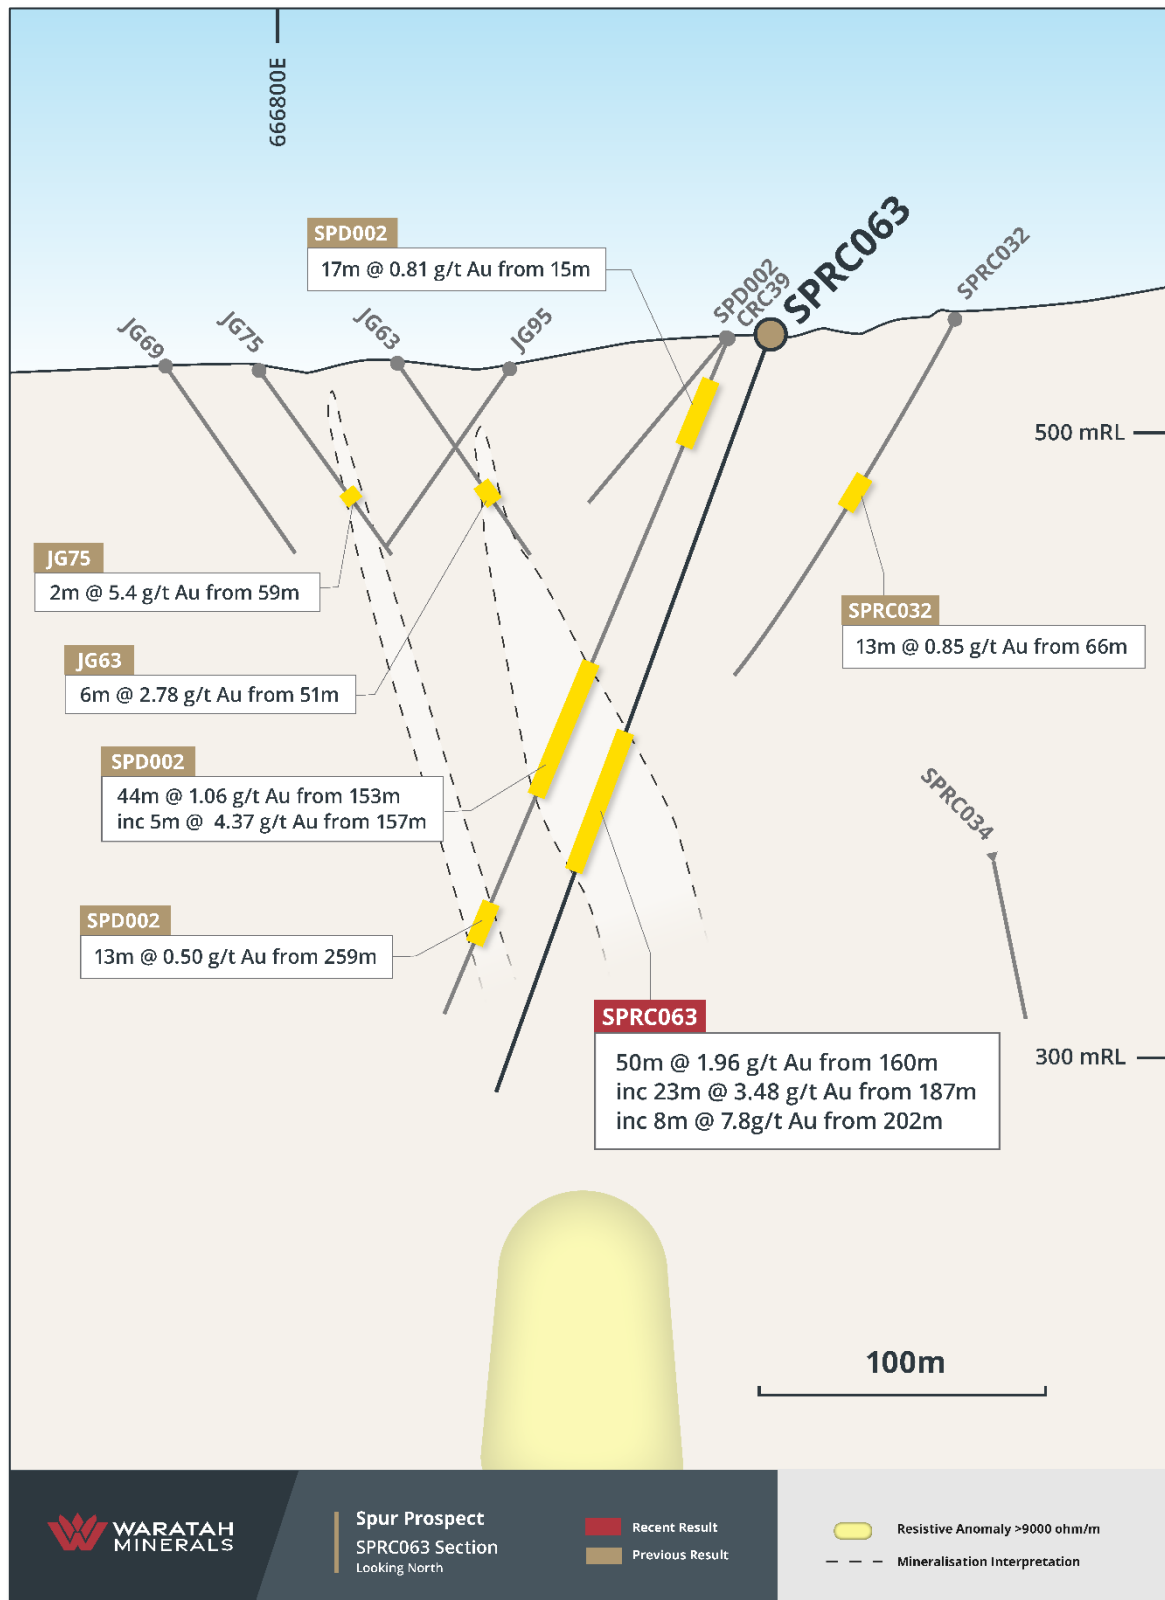 666800E
SPD002
17m @ 0.81 g/t Au from 15m
JG69
JG75
JG63
JG95
SPD002
CRC39
SPRC063
SPRC032
500 mRL
JG75
2m @ 5.4 g/t Au from 59m
JG63
6m @ 2.78 g/t Au from 51m
SPRC032
13m @ 0.85 g/t Au from 66m
SPD002
44m @ 1.06 g/t Au from 153m
inc 5m @ 4.37 g/t Au from 157m
SPRC034
SPD002
13m @ 0.50 g/t Au from 259m
SPRC063
50m @ 1.96 g/t Au from 160m
inc 23m @ 3.48 g/t Au from 187m
inc 8m @ 7.8g/t Au from 202m
300 mRL
100m
WARATAH
MINERALS
Spur Prospect
SPRC063 Section
Looking North
Recent Result
Previous Result
Resistive Anomaly >9000 ohm/m
Mineralisation Interpretation